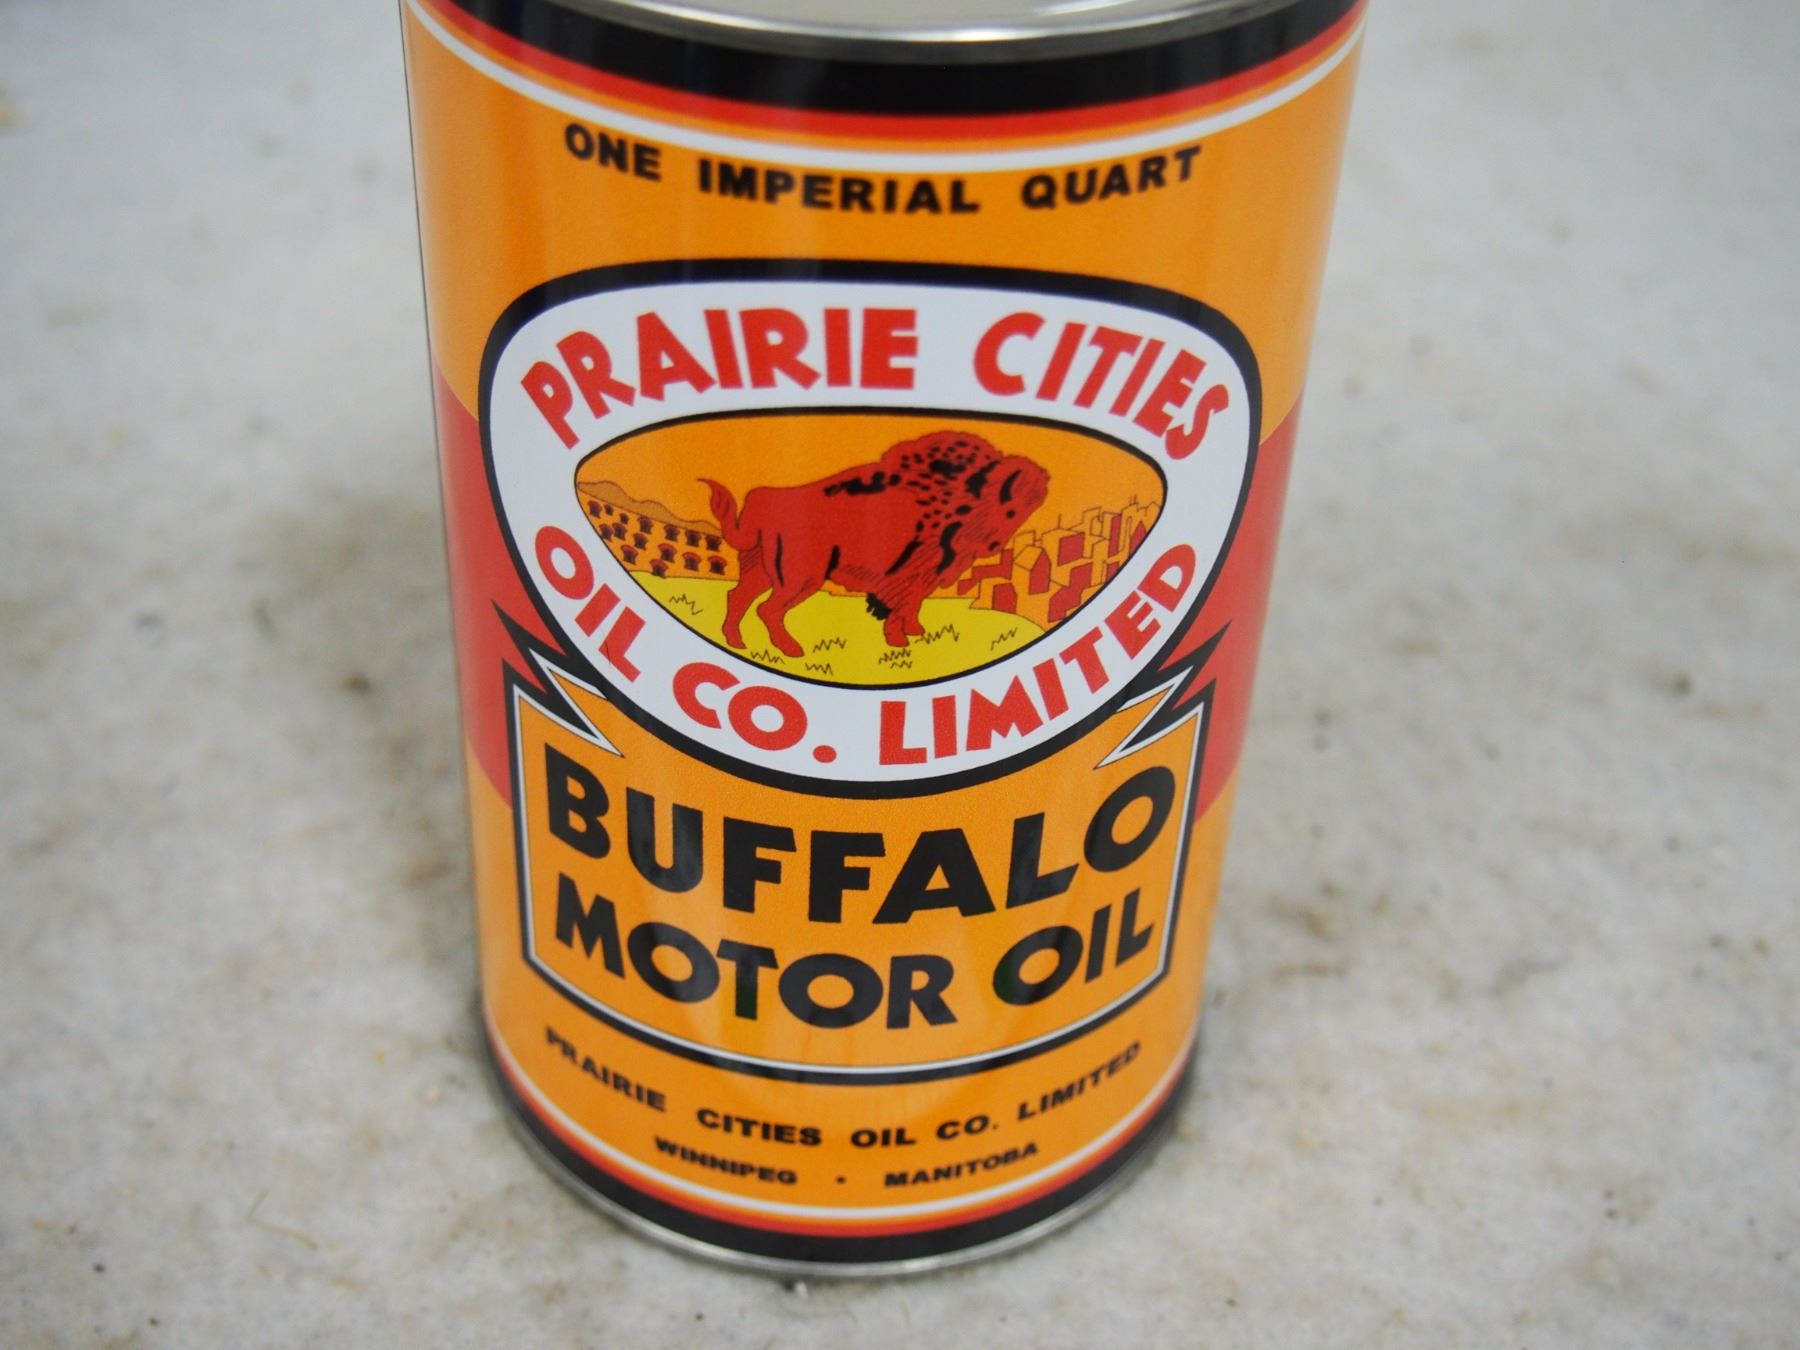 ONE IMPERIAL QUART
PRAIRIE CITIES
OIL CO. LIMITED
BUFFALO
MOTOR OIL
PRAIRIE CITIES OIL CO. LIMITED
WINNIPEG • MANITOBA